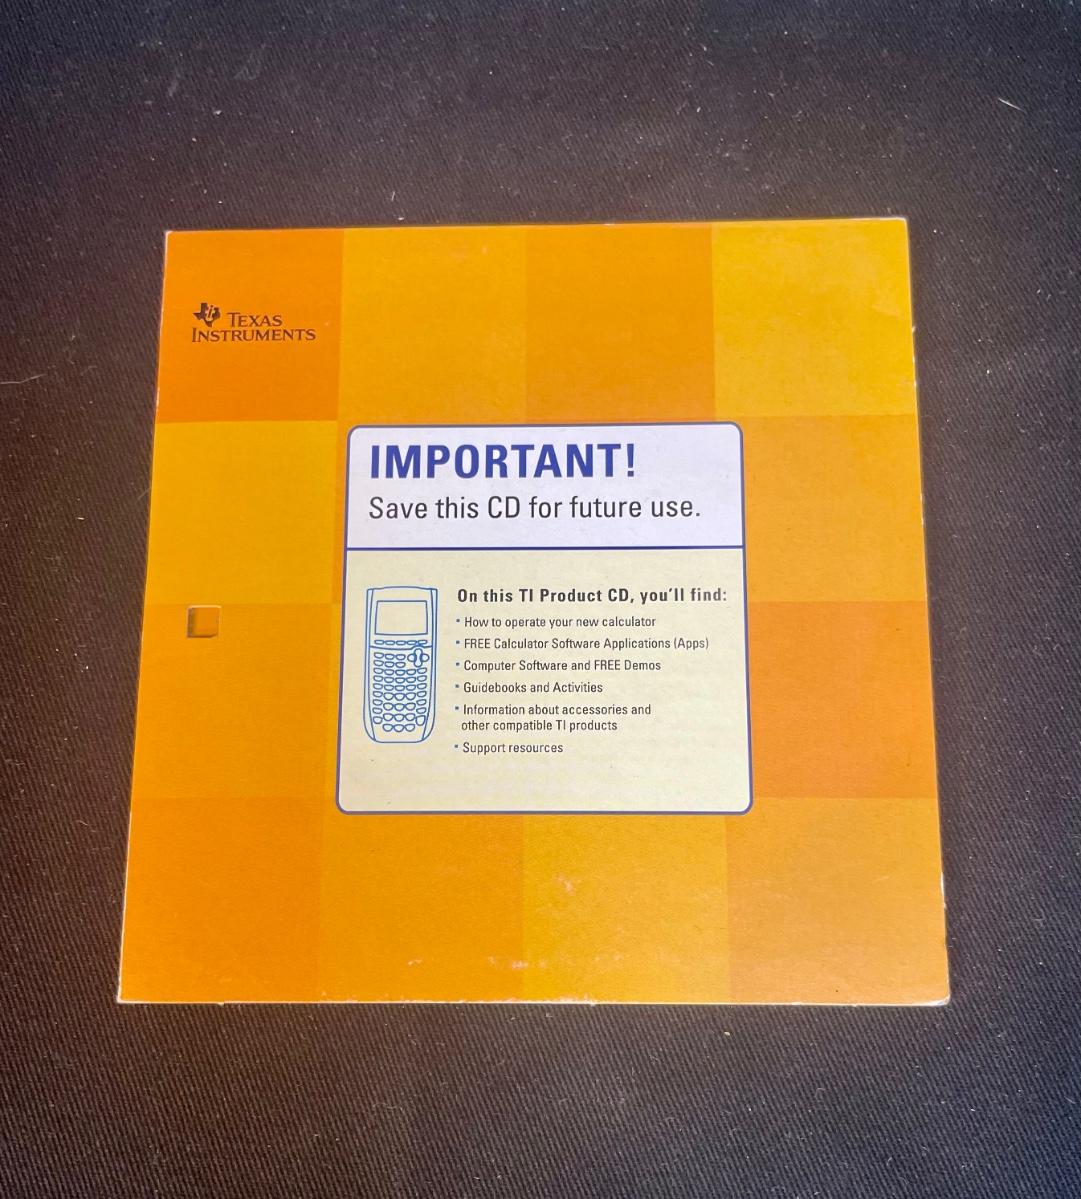 TEXAS
INSTRUMENTS
IMPORTANT!
Save this CD for future use.
On this TI Product CD, you'll find:
• How to operate your new calculator
• FREE Calculator Software Applications (Apps)
• Computer Software and FREE Demos
• Guidebooks and Activities
• Information about accessories and
other compatible TI products
• Support resources